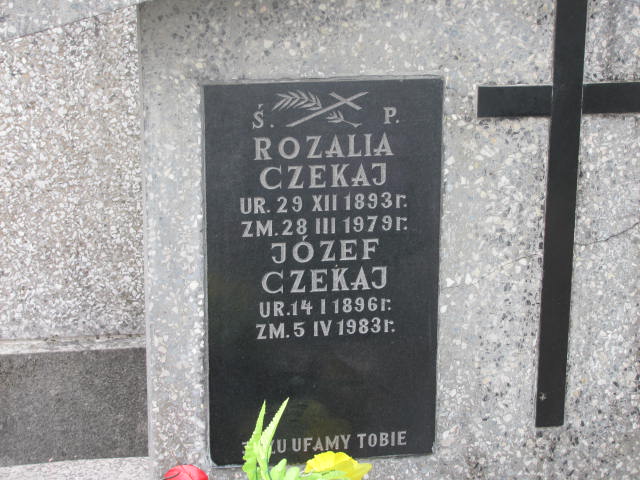 Ś. P.
ROZALIA
CZEKAJ
UR. 29 XII 1893r.
ZM. 28 III 1979r.
JÓZEF
CZEKAJ
UR. 14 I 1896r.
ZM. 5 IV 1983r.
UFAMY TOBIE